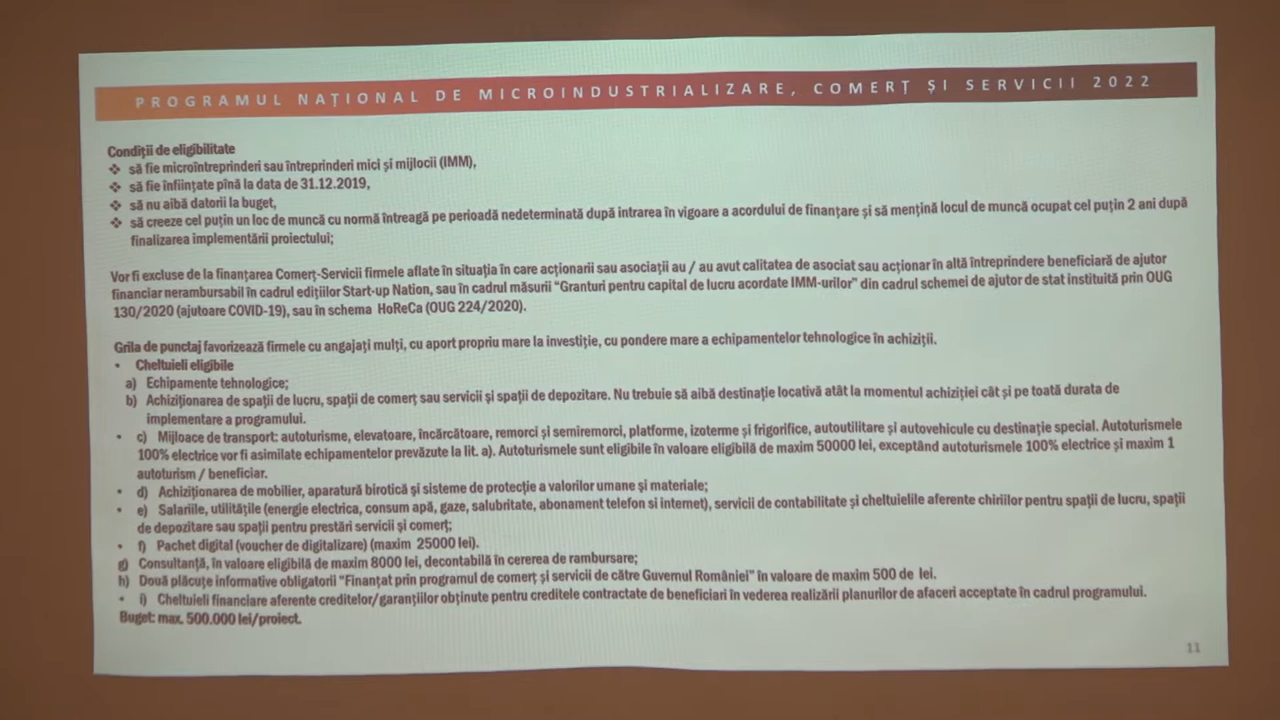 PROGRAMUL NAȚIONAL DE MICROINDUSTRIALIZARE, COMERȚ ȘI SERVICII 2022
Condiții de eligibilitate
❖ să fie microîntreprinderi sau întreprinderi mici și mijlocii (IMM),
❖ să fie înființate pînă la data de 31.12.2019,
❖ să nu aibă datorii la buget,
❖ să creeze cel puțin un loc de muncă cu normă întreagă pe perioadă nedeterminată după intrarea în vigoare a acordului de finanțare și să mențină locul de muncă ocupat cel puțin 2 ani după
finalizarea implementării proiectului;
Vor fi excluse de la finanțarea Comerț-Servicii firmele aflate în situația în care acționarii sau asociații au / au avut calitatea de asociat sau acționar în altă întreprindere beneficiară de ajutor
financiar nerambursabil în cadrul edițiilor Start-up Nation, sau în cadrul măsurii "Granturi pentru capital de lucru acordate IMM-urilor" din cadrul schemei de ajutor de stat instituită prin OUG
130/2020 (ajutoare COVID-19), sau în schema HoReCa (OUG 224/2020).
Grila de punctaj favorizează firmele cu angajați mulți, cu aport propriu mare la investiție, cu pondere mare a echipamentelor tehnologice în achiziții.
• Cheltuieli eligibile
a) Echipamente tehnologice;
b) Achiziționarea de spații de lucru, spații de comerț sau servicii și spații de depozitare. Nu trebuie să aibă destinație locativă atât la momentul achiziției cât și pe toată durata de
implementare a programului.
• c) Mijloace de transport: autoturisme, elevatoare, încărcătoare, remorci și semiremorci, platforme, izoterme și frigorifice, autoutilitare și autovehicule cu destinație special. Autoturismele
100% electrice vor fi asimilate echipamentelor prevăzute la lit. a). Autoturismele sunt eligibile în valoare eligibilă de maxim 50000 lei, exceptând autoturismele 100% electrice și maxim 1
autoturism / beneficiar.
• d) Achiziționarea de mobilier, aparatură birotică și sisteme de protecție a valorilor umane și materiale;
• e) Salariile, utilitățile (energie electrica, consum apă, gaze, salubritate, abonament telefon si internet), servicii de contabilitate și cheltuielile aferente chiriilor pentru spații de lucru, spații
de depozitare sau spații pentru prestări servicii și comerț;
• f) Pachet digital (voucher de digitalizare) (maxim 25000 lei).
g) Consultanță, în valoare eligibilă de maxim 8000 lei, decontabilă în cererea de rambursare;
h) Două plăcuțe informative obligatorii "Finanțat prin programul de comerț și servicii de către Guvernul României" în valoare de maxim 500 de lei.
• i) Cheltuieli financiare aferente creditelor/garanțiilor obținute pentru creditele contractate de beneficiari în vederea realizării planurilor de afaceri acceptate în cadrul programului.
Buget: max. 500.000 lei/proiect.
11